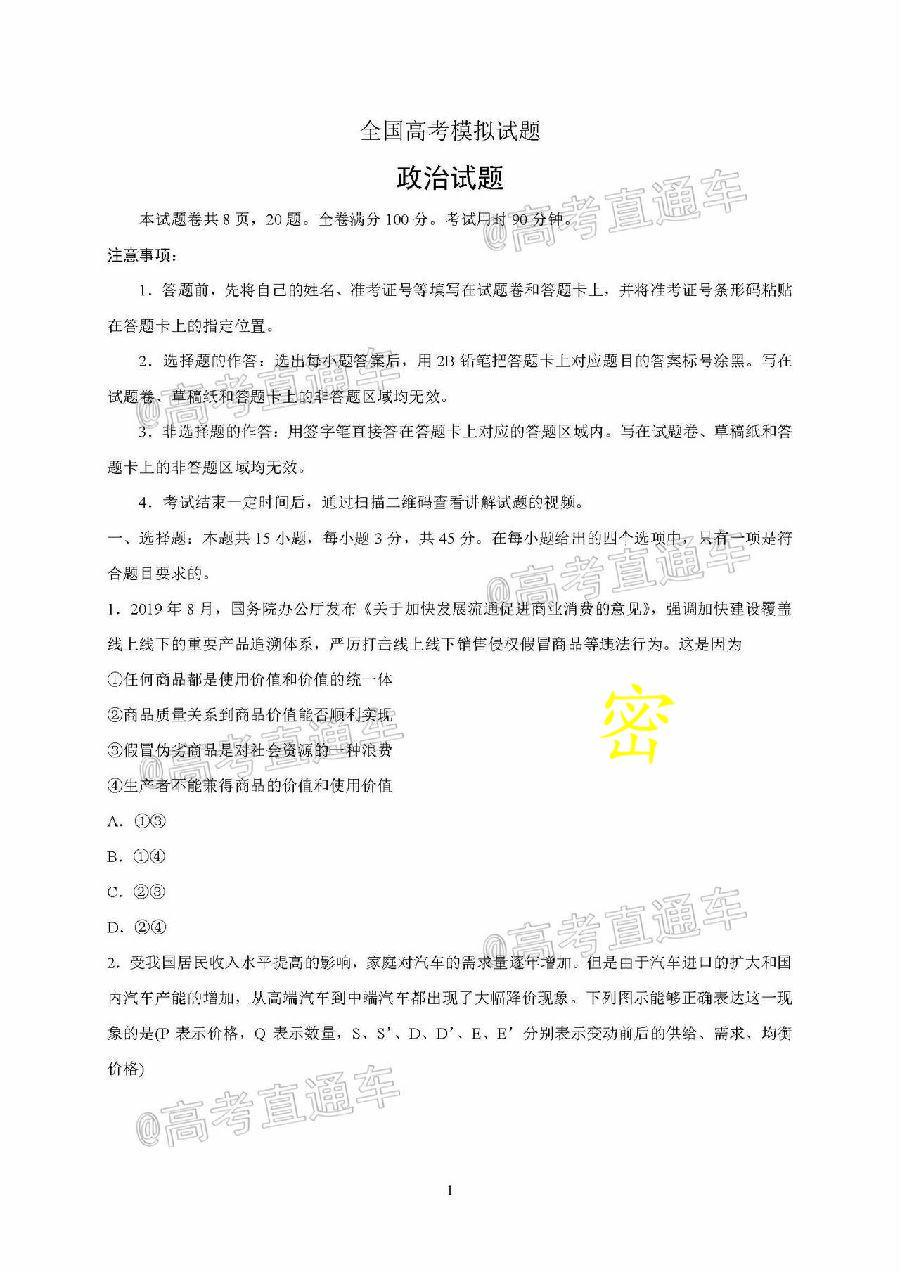 全国高考模拟试题
政治试题
本试题卷共 8 页，20 题。全卷满分 100 分。考试用时 90 分钟。
@高考直通车
注意事项：
1．答题前，先将自己的姓名、准考证号等填写在试题卷和答题卡上，并将准考证号条形码粘贴
在答题卡上的指定位置。
2．选择题的作答：选出每小题答案后，用 2B 铅笔把答题卡上对应题目的答案标号涂黑。写在
试题卷、草稿纸和答题卡上的非答题区域均无效。
@高考直通车
3．非选择题的作答：用签字笔直接答在答题卡上对应的答题区域内。写在试题卷、草稿纸和答
题卡上的非答题区域均无效。
4．考试结束一定时间后，通过扫描二维码查看讲解试题的视频。
一、选择题：本题共 15 小题，每小题 3 分，共 45 分。在每小题给出的四个选项中，只有一项是符
合题目要求的。
@高考直通车
1．2019 年 8 月，国务院办公厅发布《关于加快发展流通促进商业消费的意见》，强调加快建设覆盖
线上线下的重要产品追溯体系，严厉打击线上线下销售侵权假冒商品等违法行为。这是因为
①任何商品都是使用价值和价值的统一体
②商品质量关系到商品价值能否顺利实现
密
③假冒伪劣商品是对社会资源的一种浪费
@高考直通车
④生产者不能兼得商品的价值和使用价值
A．①③
B．①④
C．②③
D．②④
@高考直通车
2．受我国居民收入水平提高的影响，家庭对汽车的需求量逐年增加。但是由于汽车进口的扩大和国
内汽车产能的增加，从高端汽车到中端汽车都出现了大幅降价现象。下列图示能够正确表达这一现
象的是(P 表示价格，Q 表示数量，S、S′、D、D′、E、E′分别表示变动前后的供给、需求、均衡
价格)
@高考直通车
1